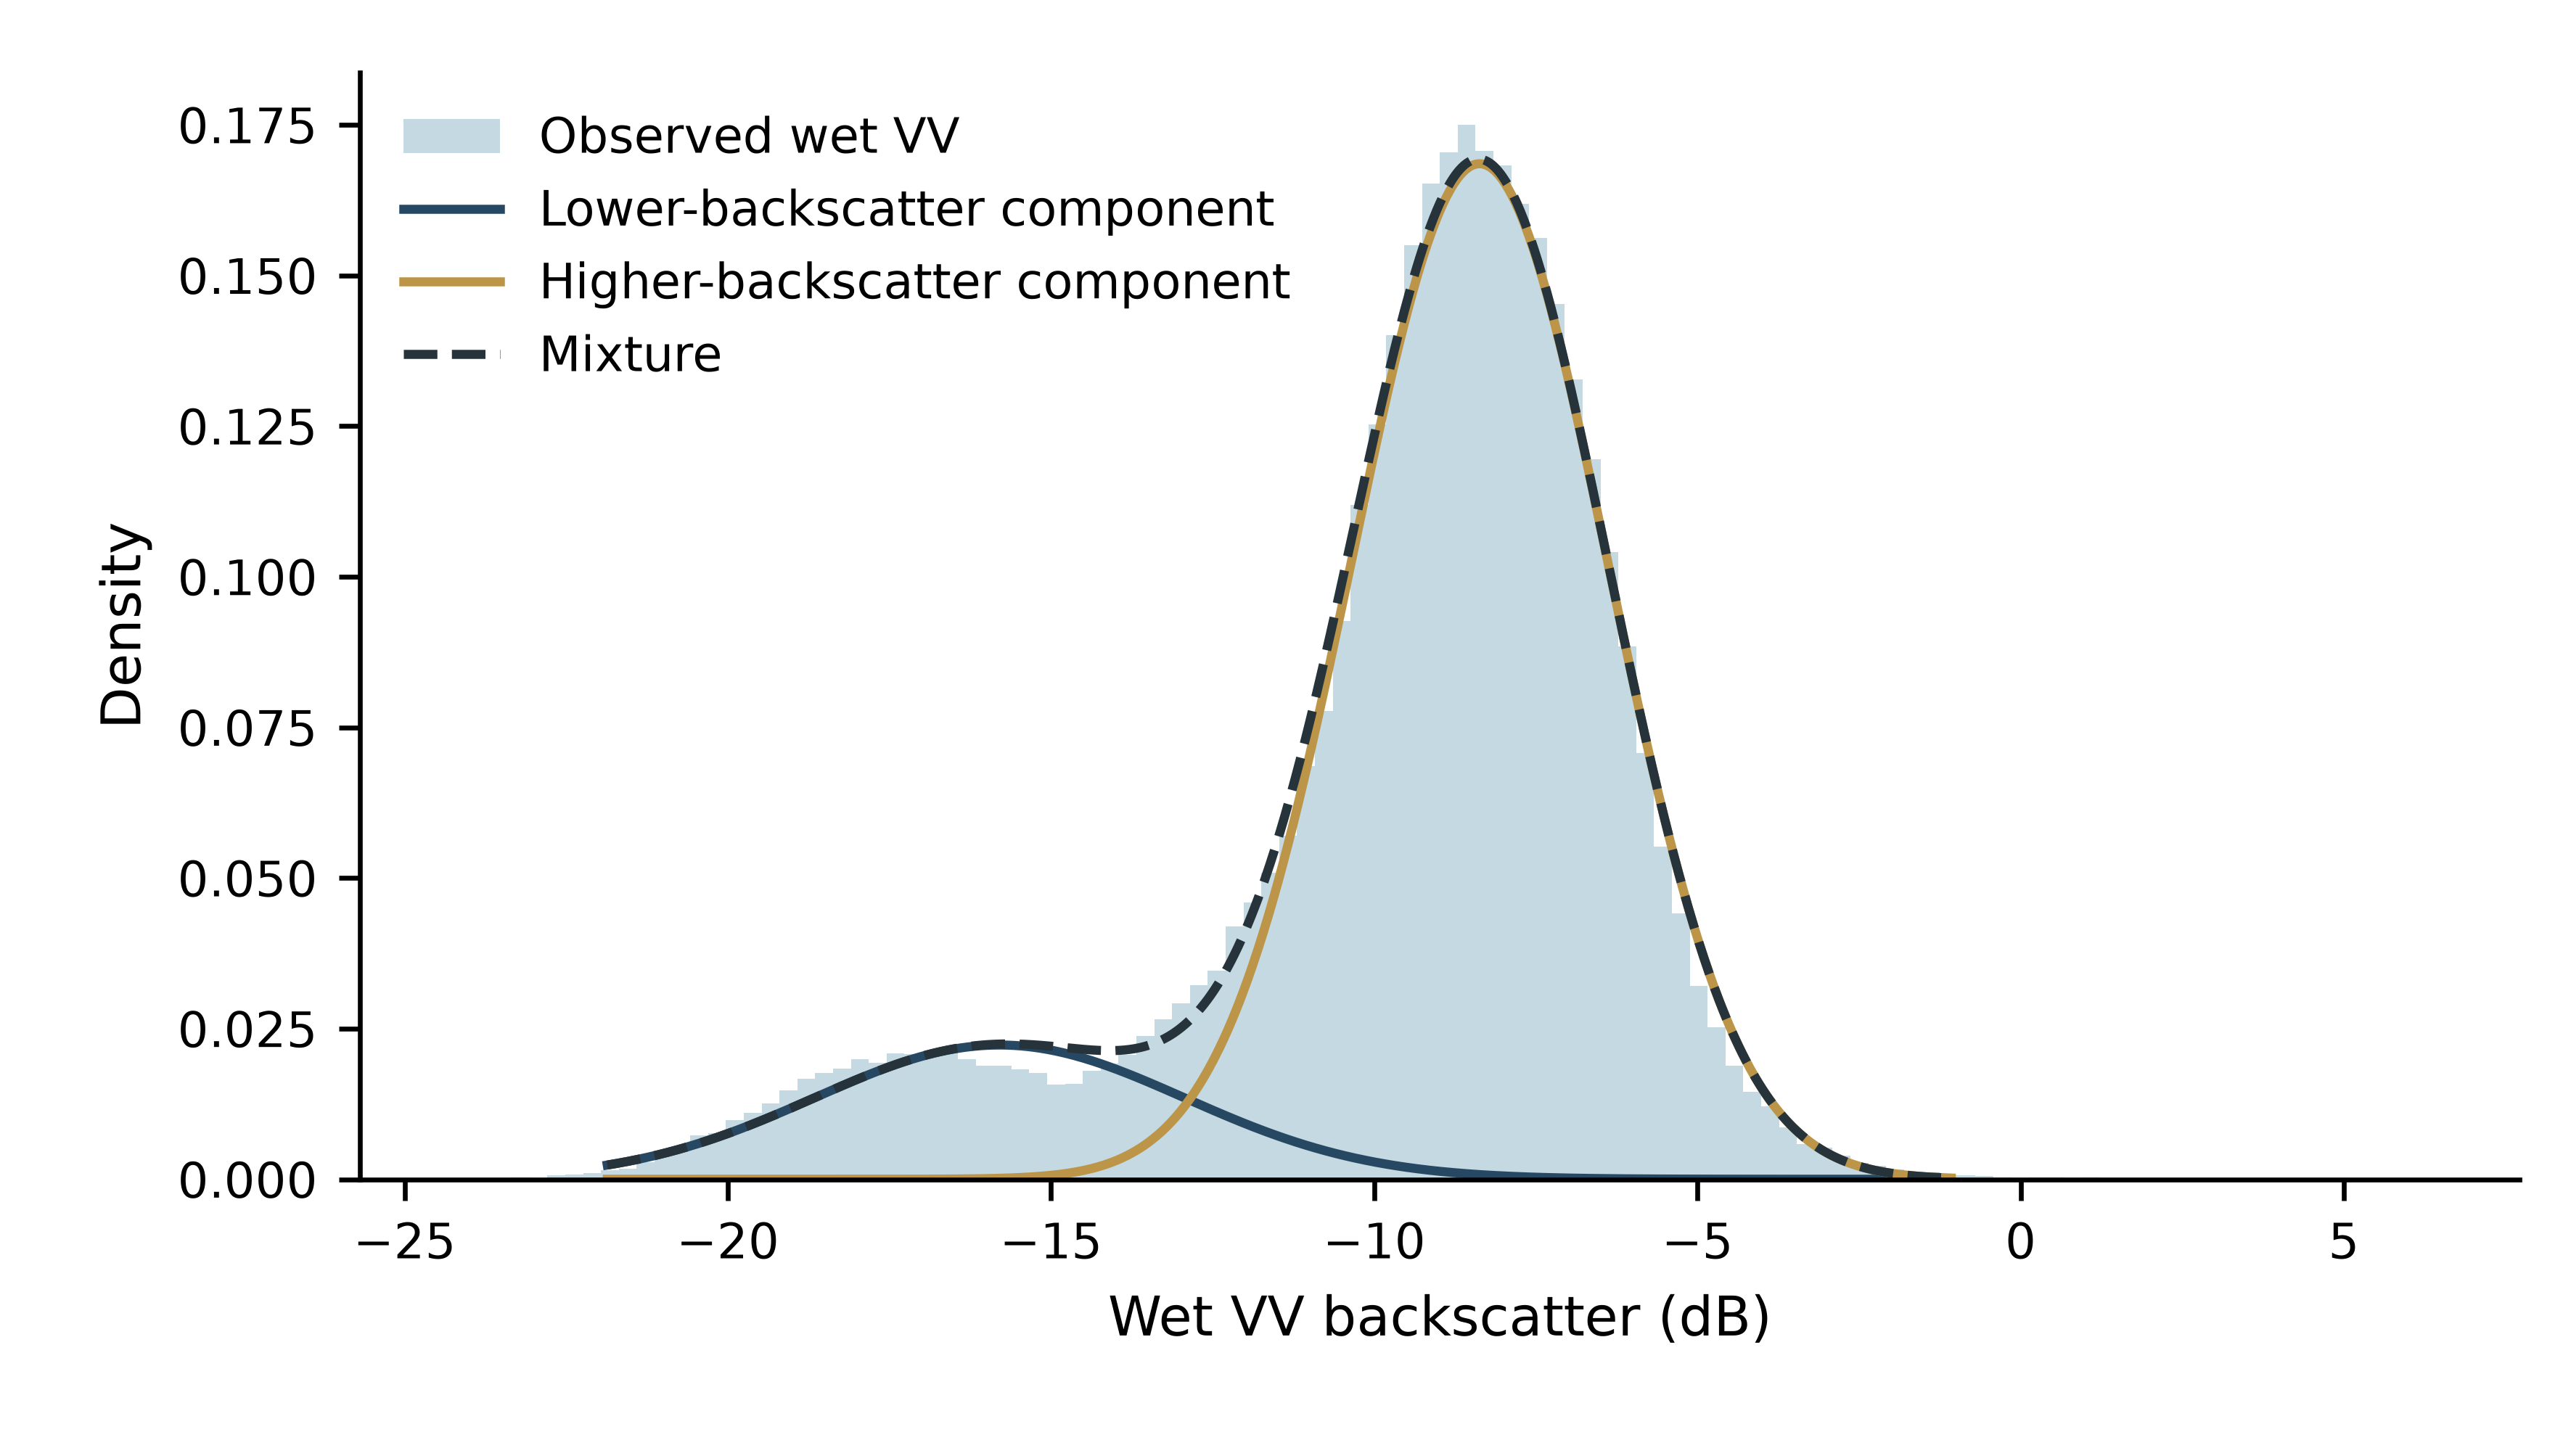 Observed wet VV
Lower-backscatter component
Higher-backscatter component
Mixture
Density
0.175
0.150
0.125
0.100
0.075
0.050
0.025
0.000
−25 −20 −15 −10 −5 0 5
Wet VV backscatter (dB)